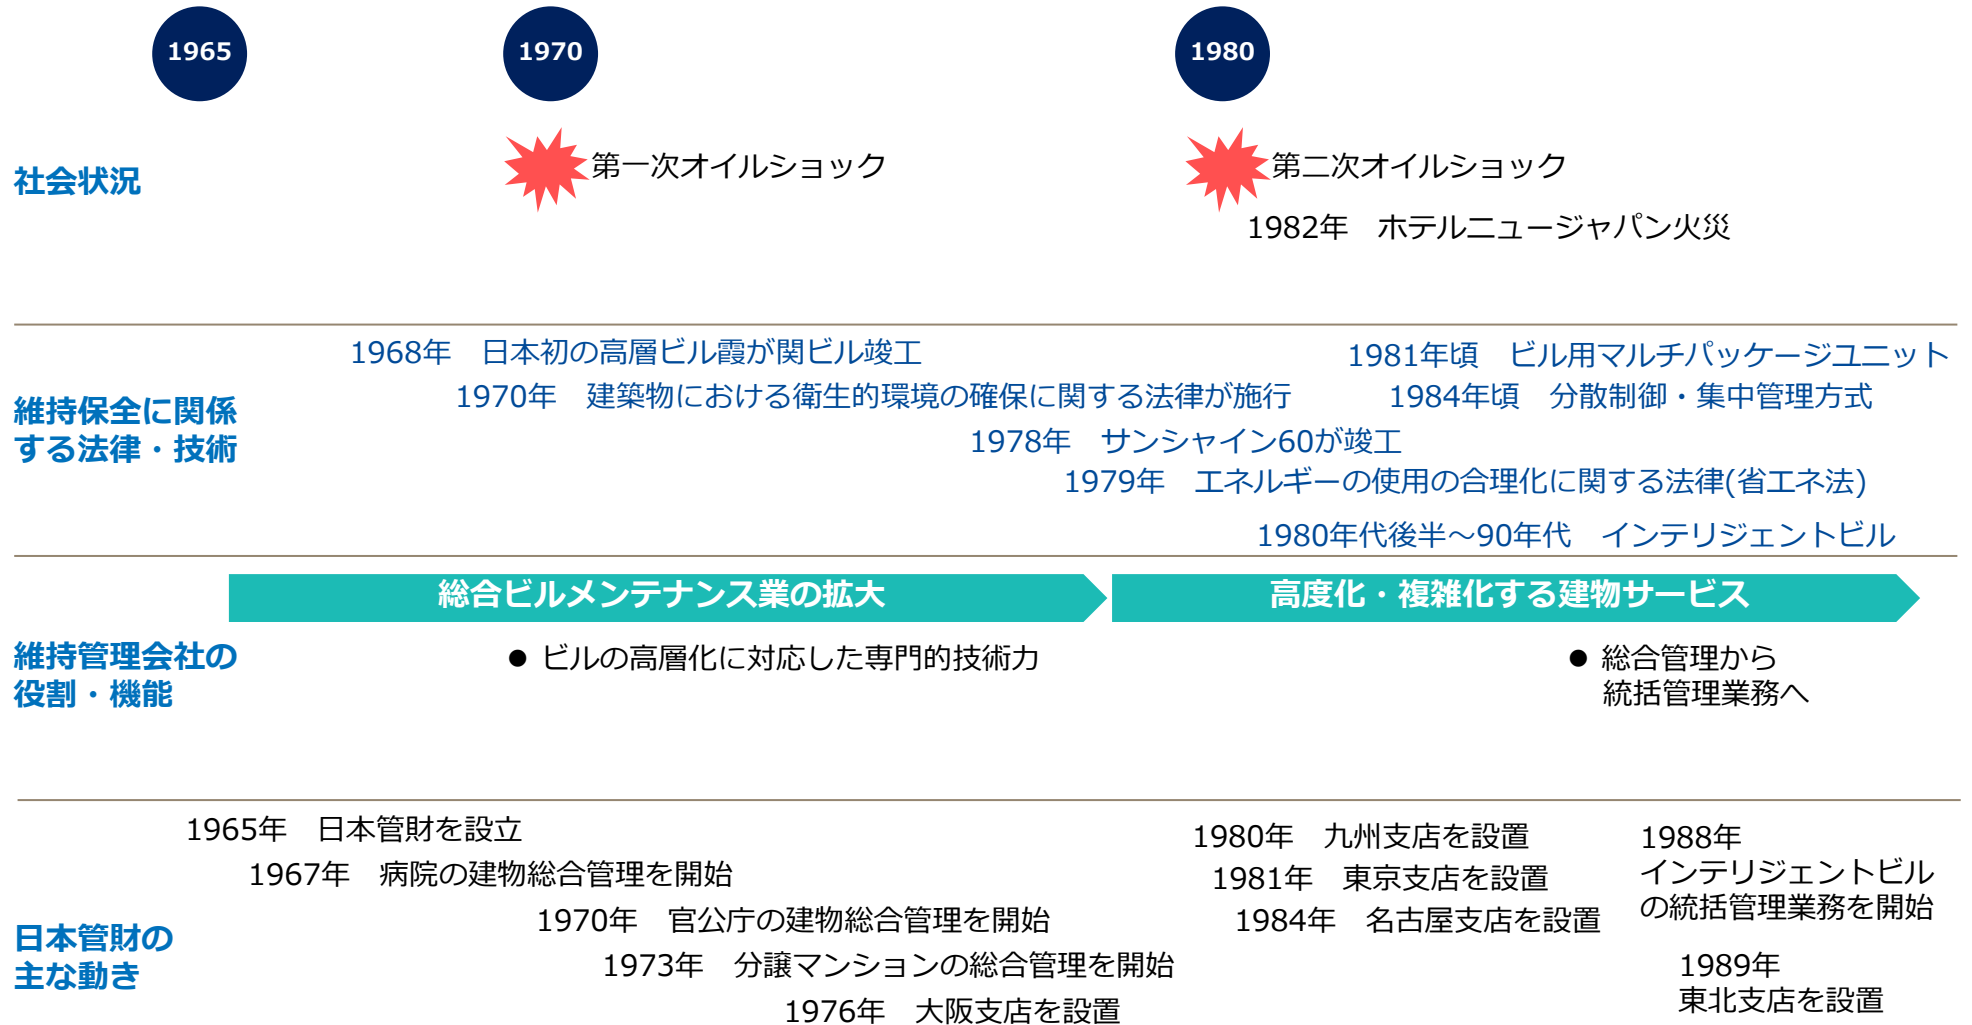 1965
1970
1980
社会状況
第一次オイルショック
第二次オイルショック
1982年　ホテルニュージャパン火災
維持保全に関係
する法律・技術
1968年　日本初の高層ビル霞が関ビル竣工
1981年頃　ビル用マルチパッケージユニット
1970年　建築物における衛生的環境の確保に関する法律が施行
1984年頃　分散制御・集中管理方式
1978年　サンシャイン60が竣工
1979年　エネルギーの使用の合理化に関する法律(省エネ法)
1980年代後半～90年代　インテリジェントビル
維持管理会社の
役割・機能
総合ビルメンテナンス業の拡大
高度化・複雑化する建物サービス
● ビルの高層化に対応した専門的技術力
● 総合管理から
統括管理業務へ
日本管財の
主な動き
1965年　日本管財を設立
1967年　病院の建物総合管理を開始
1970年　官公庁の建物総合管理を開始
1973年　分譲マンションの総合管理を開始
1976年　大阪支店を設置
1980年　九州支店を設置
1981年　東京支店を設置
1984年　名古屋支店を設置
1988年
インテリジェントビル
の統括管理業務を開始
1989年
東北支店を設置